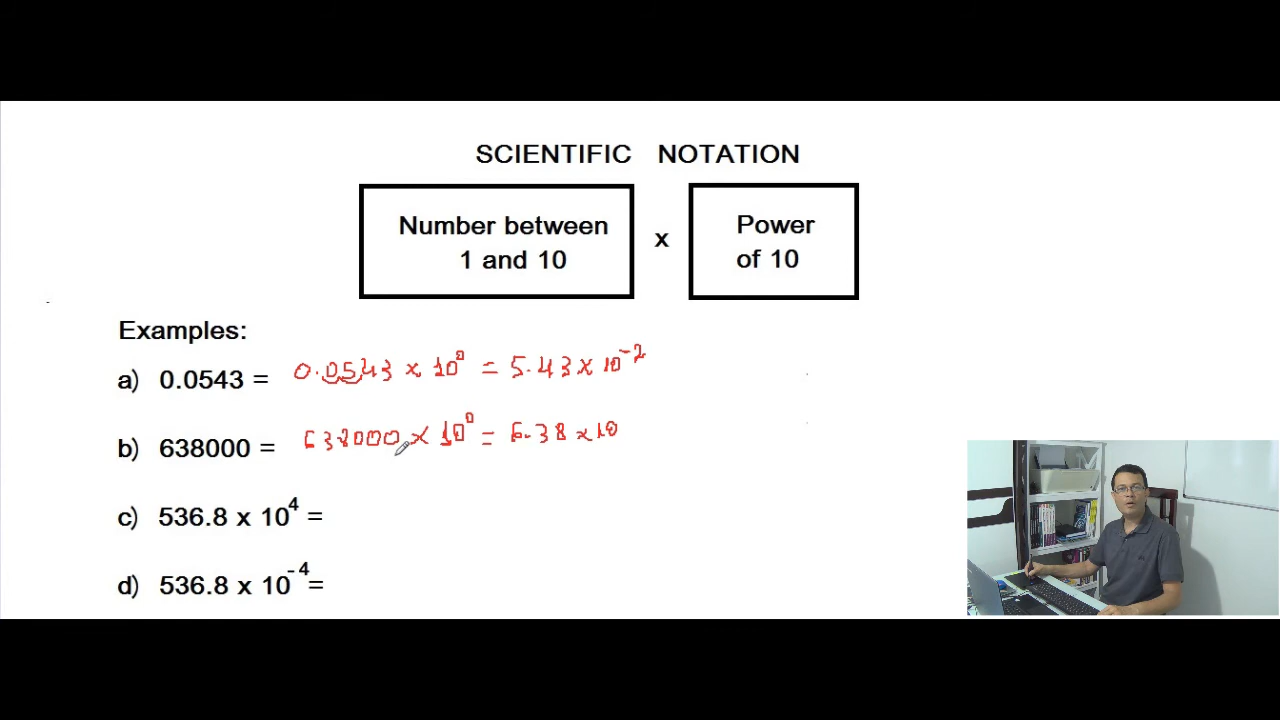 SCIENTIFIC NOTATION
Number between
1 and 10
x
Power
of 10
Examples:
a) 0.0543 = 0.0543 × 10⁰ = 5.43 × 10⁻²
b) 638000 = 638000 × 10⁰ = 6.38 × 10
c) 536.8 x 10⁴ =
d) 536.8 x 10⁻⁴ =